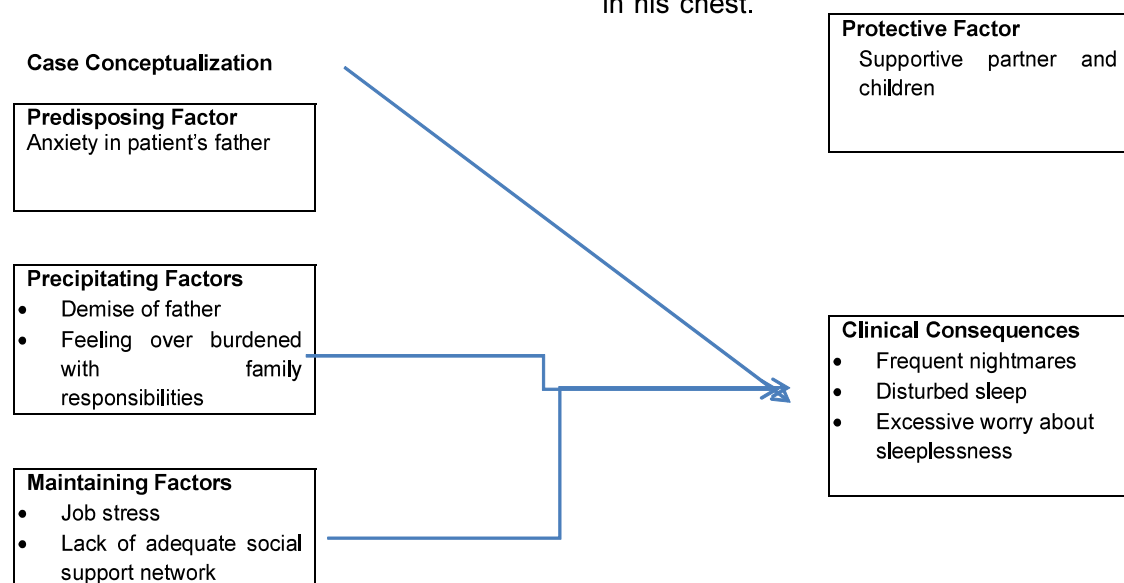 in his chest.
Case Conceptualization
Predisposing Factor
Anxiety in patient's father
Precipitating Factors
• Demise of father
• Feeling over burdened
with family
responsibilities
Maintaining Factors
• Job stress
• Lack of adequate social
support network
Protective Factor
Supportive partner and
children
Clinical Consequences
• Frequent nightmares
• Disturbed sleep
• Excessive worry about
sleeplessness